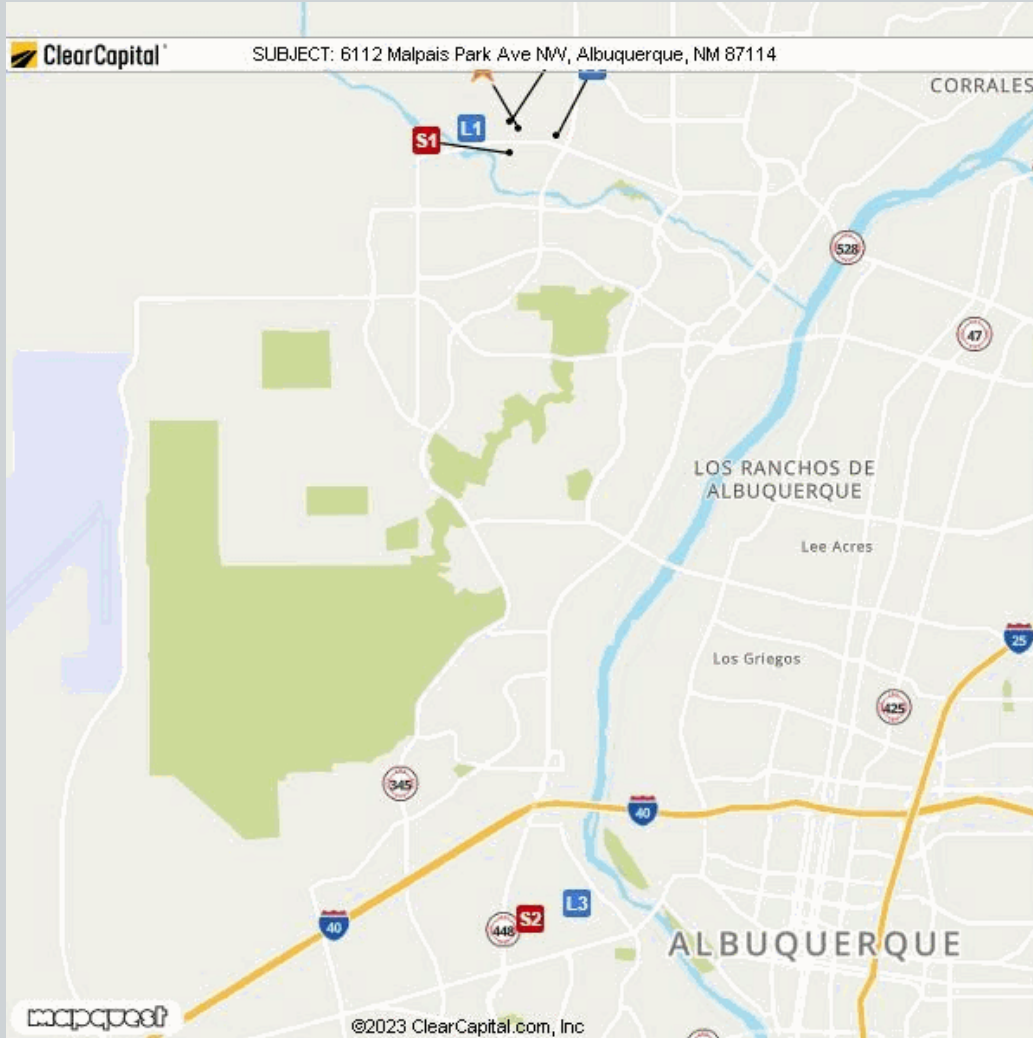 ClearCapital
SUBJECT: 6112 Malpais Park Ave NW, Albuquerque, NM 87114
CORRALES
L1
S1
528
47
LOS RANCHOS DE
ALBUQUERQUE
Lee Acres
25
Los Griegos
425
345
40
L3
S2
448
40
ALBUQUERQUE
mapquest
©2023 ClearCapital.com, Inc